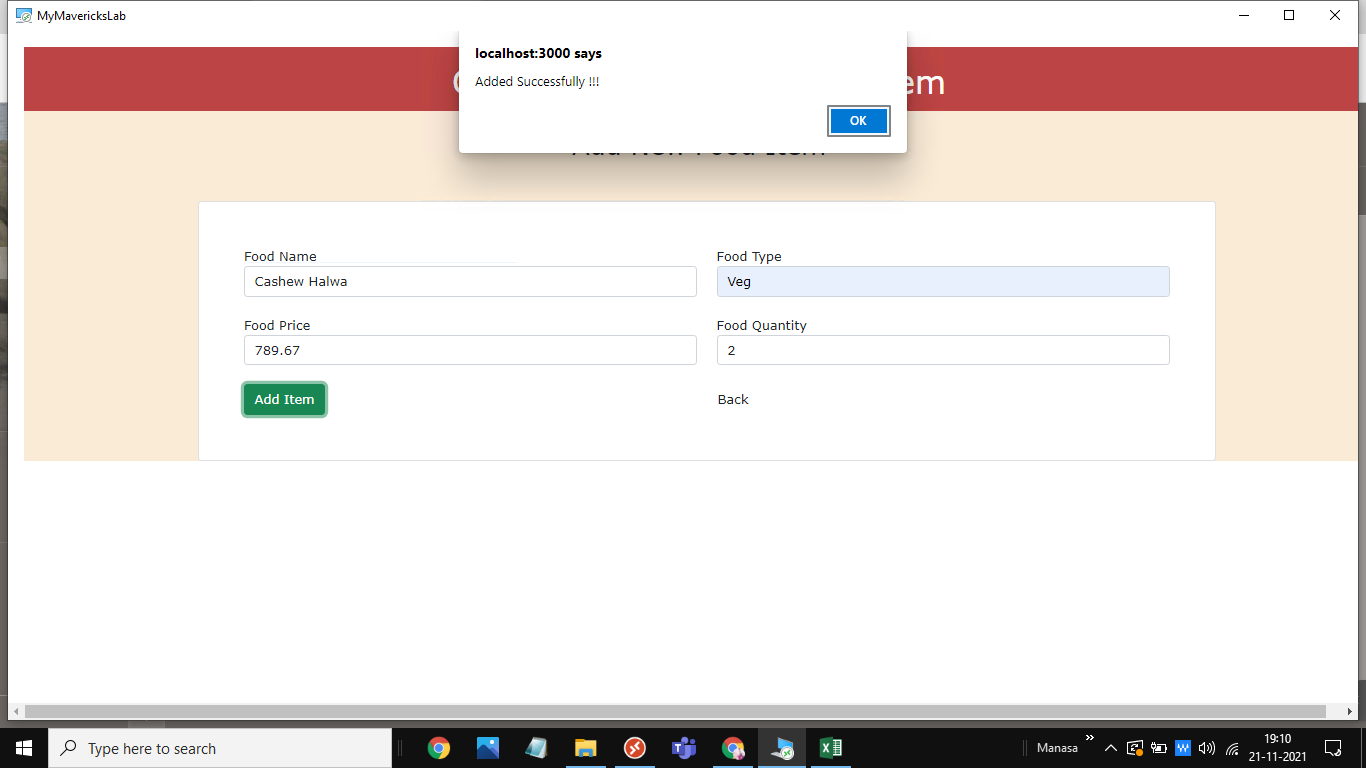 MyMavericksLab
localhost:3000 says
Added Successfully !!!
OK
Food Name
Food Type
Cashew Halwa
Veg
Food Price
Food Quantity
789.67
2
Add Item
Back
Type here to search
Manasa
19:10
21-11-2021